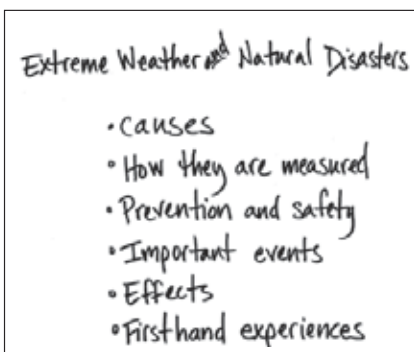 Extreme Weather and Natural Disasters
• Causes
• How they are measured
• Prevention and safety
• Important events
• Effects
• Firsthand experiences